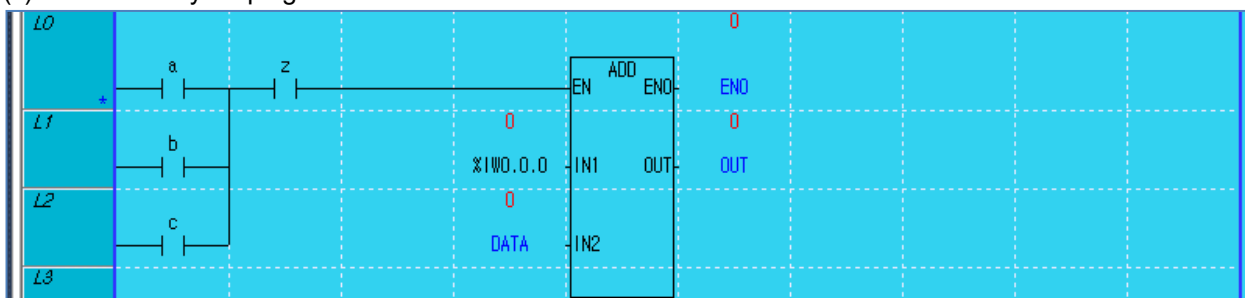 L0 0
a z ADD
* EN ENO ENO
L1 0 0
b
%IW0.0.0 IN1 OUT OUT
L2 0
c
DATA IN2
L3